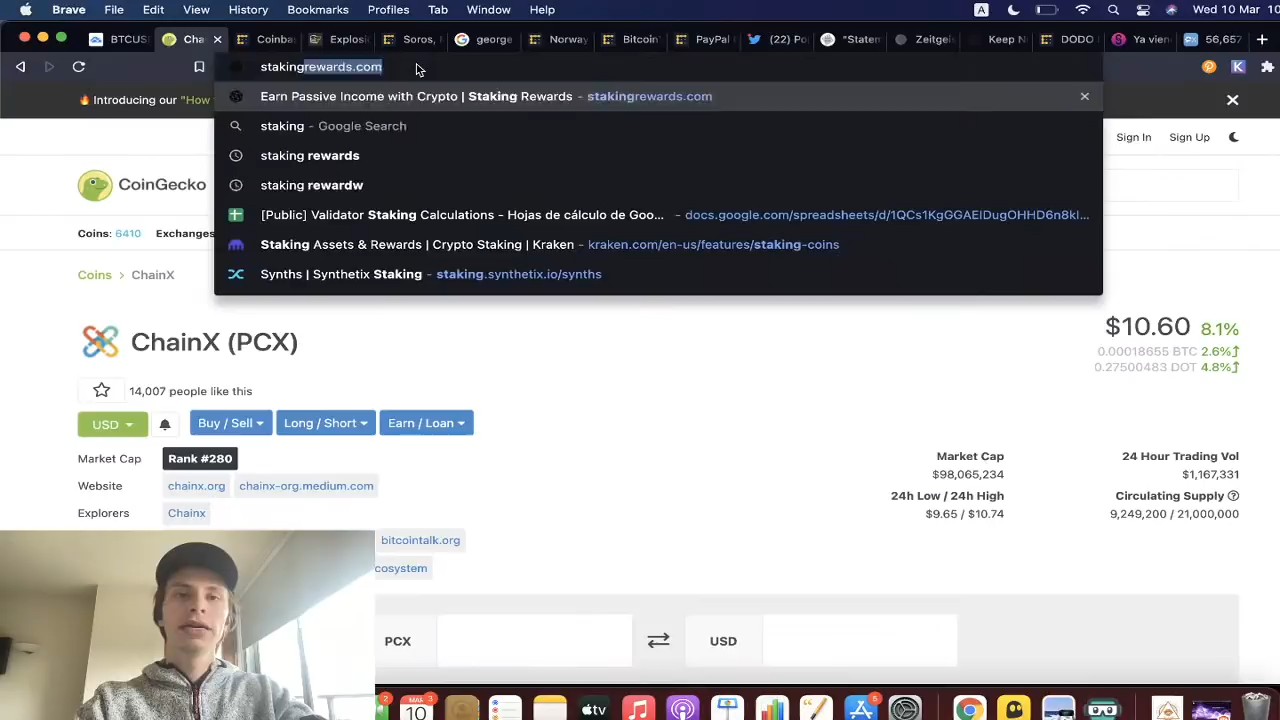 Brave File Edit View History Bookmarks Profiles Tab Window Help A Wed 10 Mar 10
BTCUS Cha Coinba Explosi Soros, george Norway Bitcoin PayPal (22) Po "Statem Zeitgei Keep N DODO Ya vien 56,657
stakingrewards.com
Introducing our "How
Earn Passive Income with Crypto | Staking Rewards - stakingrewards.com
staking - Google Search
Sign In Sign Up
staking rewards
staking rewardw
CoinGecko
[Public] Validator Staking Calculations - Hojas de cálculo de Goo... - docs.google.com/spreadsheets/d/1QCs1KgGGAEIDugOHHD6n8kl...
Coins: 6410 Exchanges
Staking Assets & Rewards | Crypto Staking | Kraken - kraken.com/en-us/features/staking-coins
Coins > ChainX
Synths | Synthetix Staking - staking.synthetix.io/synths
ChainX (PCX)
$10.60 8.1%
0.00018655 BTC 2.6%
0.27500483 DOT 4.8%
14,007 people like this
USD Buy / Sell Long / Short Earn / Loan
Market Cap Rank #280
Market Cap 24 Hour Trading Vol
$98,065,234 $1,167,331
Website chainx.org chainx-org.medium.com
24h Low / 24h High Circulating Supply
Explorers Chainx
$9.65 / $10.74 9,249,200 / 21,000,000
bitcointalk.org
cosystem
PCX USD
2 MAR 3 10 tv 5